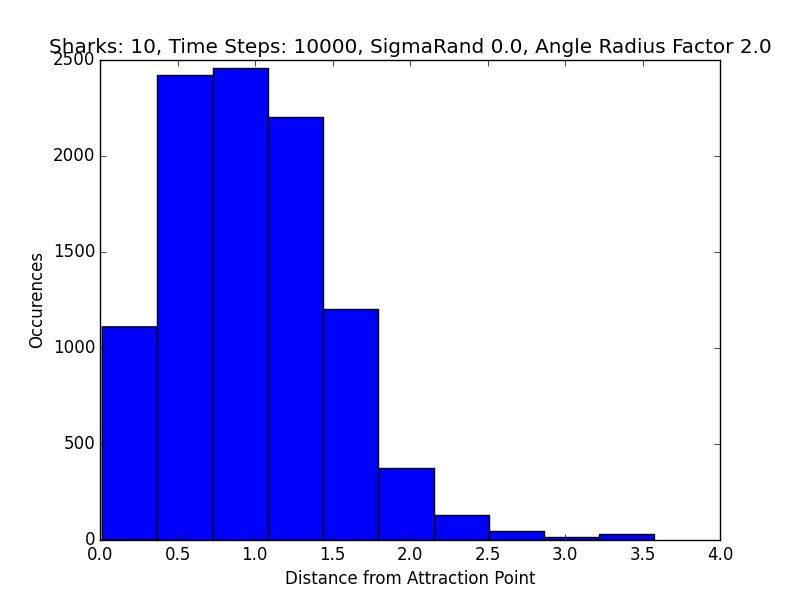 Sharks: 10, Time Steps: 10000, SigmaRand 0.0, Angle Radius Factor 2.0
2500
2000
1500
1000
500
0
Occurences
0.0 0.5 1.0 1.5 2.0 2.5 3.0 3.5 4.0
Distance from Attraction Point